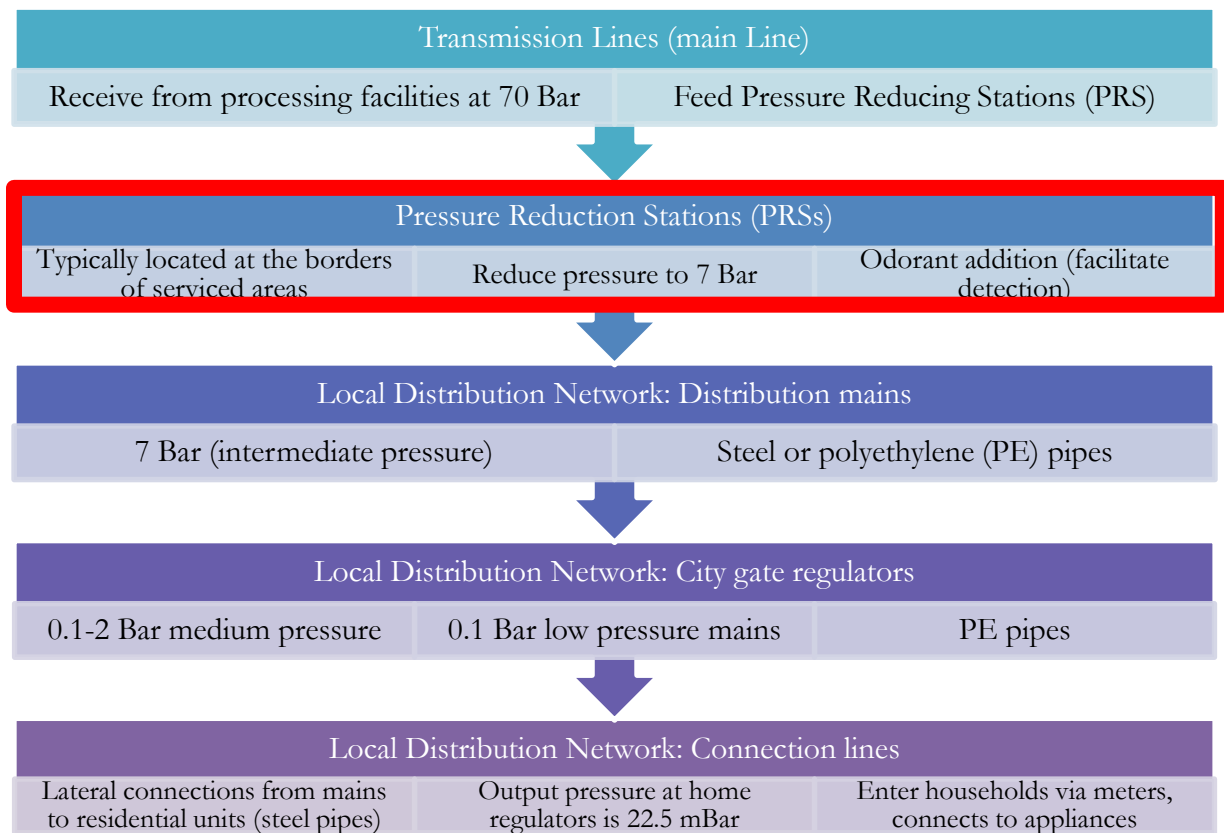 Transmission Lines (main Line)
Receive from processing facilities at 70 Bar
Feed Pressure Reducing Stations (PRS)
Pressure Reduction Stations (PRSs)
Typically located at the borders
of serviced areas
Reduce pressure to 7 Bar
Odorant addition (facilitate
detection)
Local Distribution Network: Distribution mains
7 Bar (intermediate pressure)
Steel or polyethylene (PE) pipes
Local Distribution Network: City gate regulators
0.1-2 Bar medium pressure
0.1 Bar low pressure mains
PE pipes
Local Distribution Network: Connection lines
Lateral connections from mains
to residential units (steel pipes)
Output pressure at home
regulators is 22.5 mBar
Enter households via meters,
connects to appliances